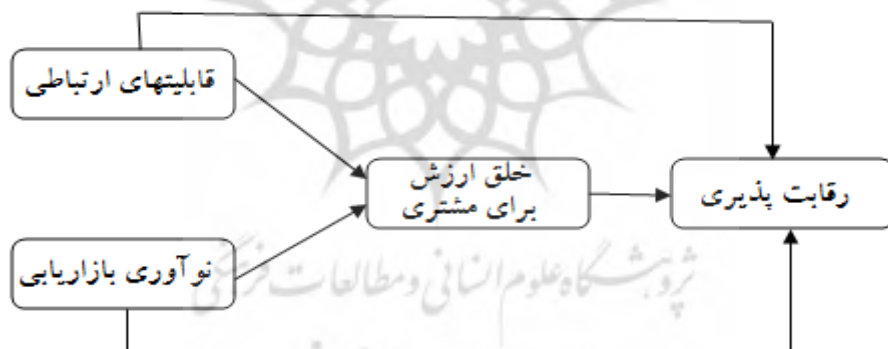 قابلیتهای ارتباطی
خلق ارزش
برای مشتری
رقابت پذیری
نوآوری بازاریابی
پژوهشگاه علوم انسانی و مطالعات فرهنگی